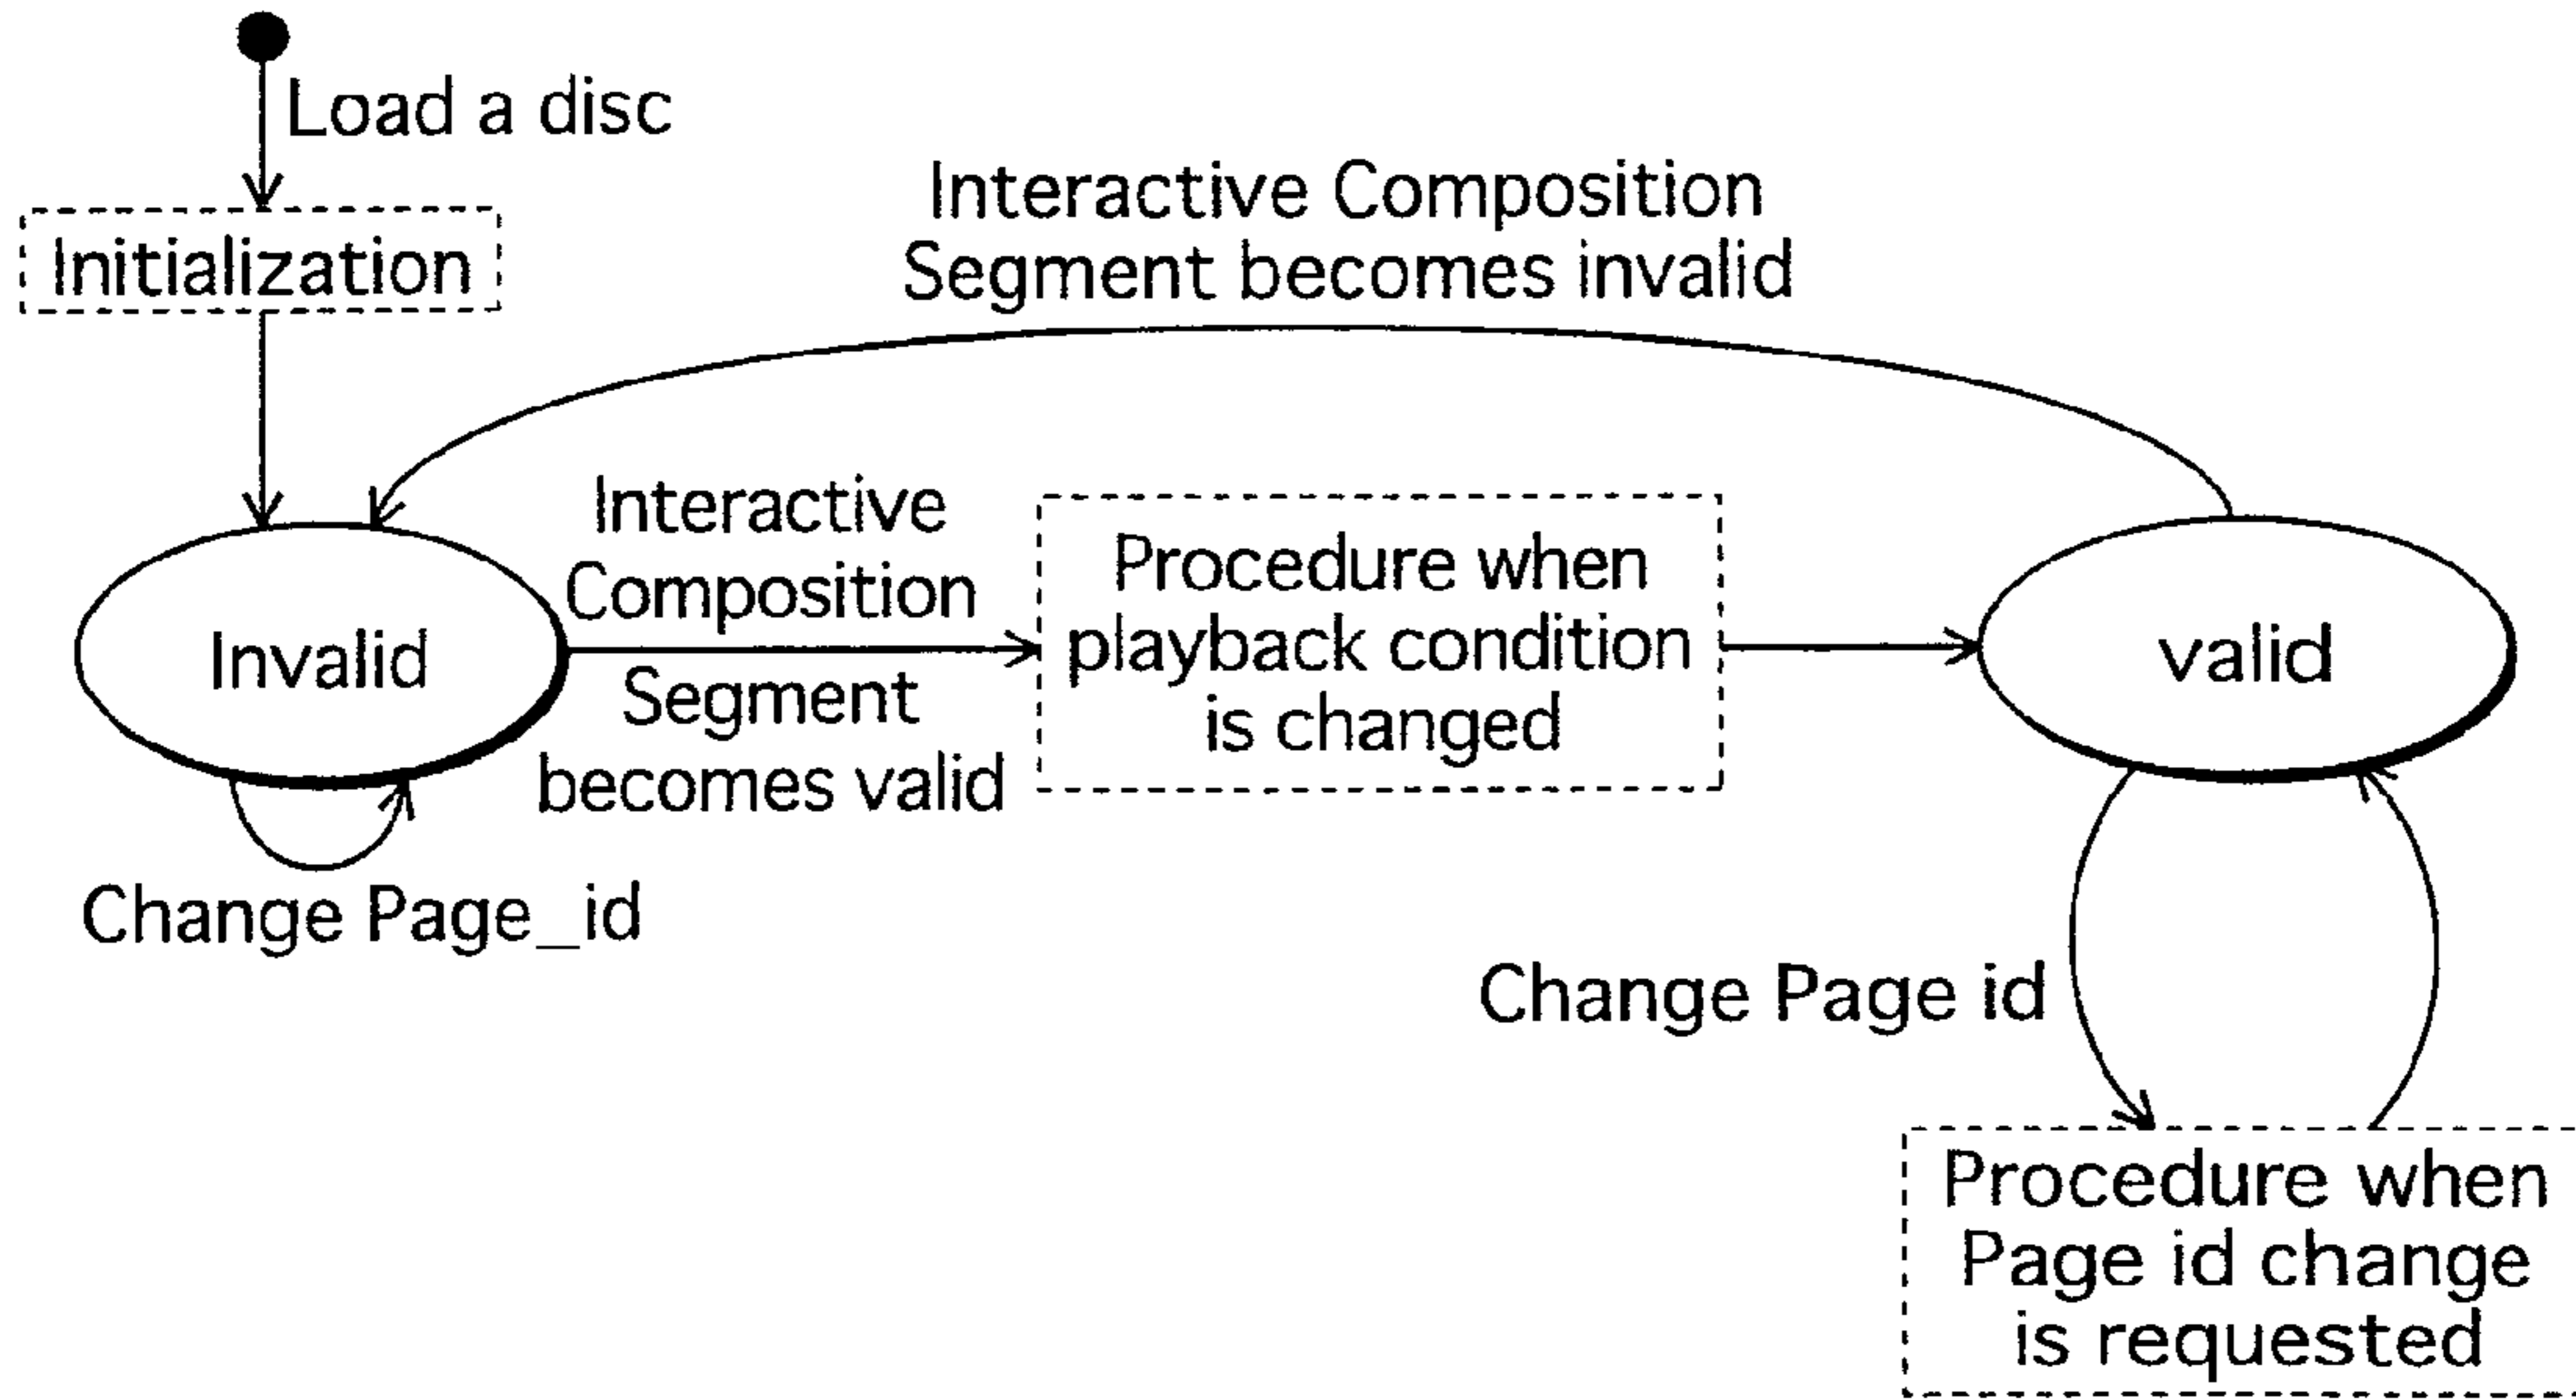 Load a disc
Initialization
Interactive Composition
Segment becomes invalid
Invalid
Interactive
Composition
Segment
becomes valid
Procedure when
playback condition
is changed
valid
Change Page_id
Change Page id
Procedure when
Page id change
is requested